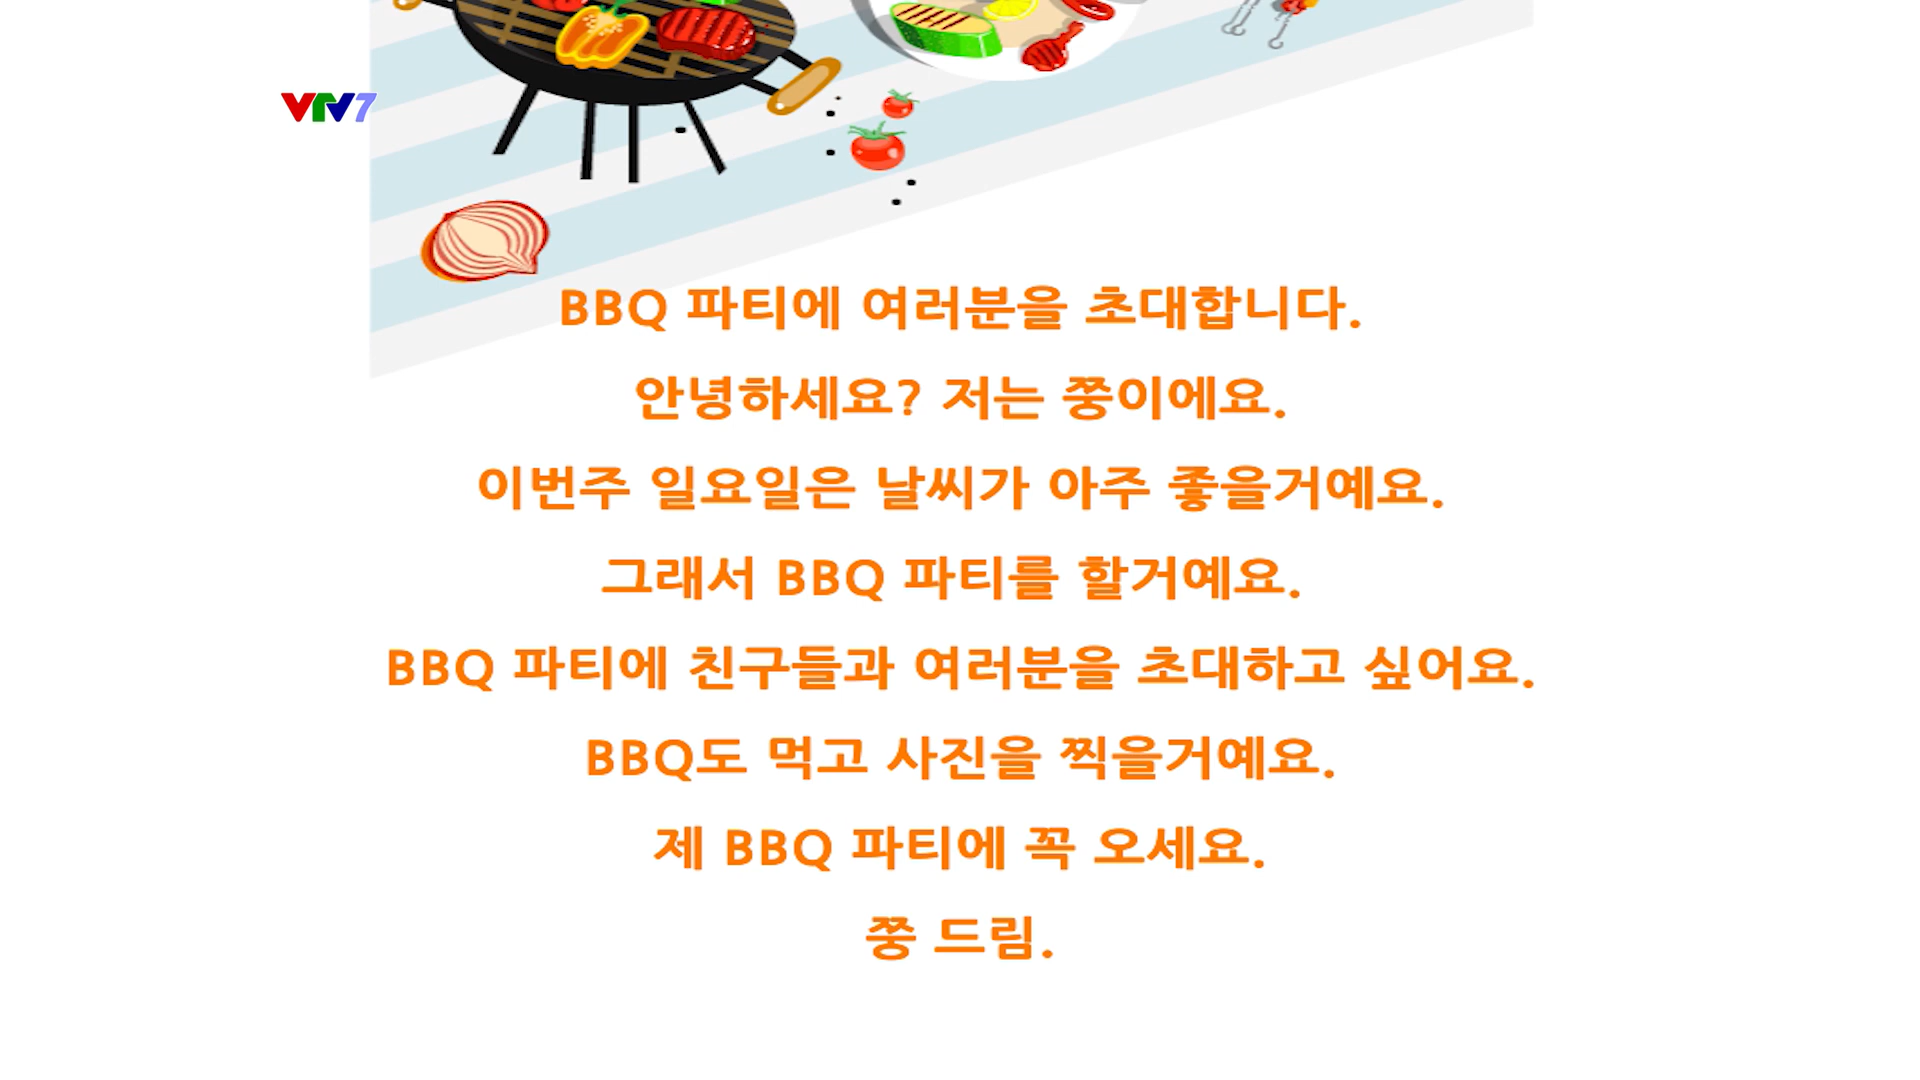 VTV7
BBQ 파티에 여러분을 초대합니다.
안녕하세요? 저는 쭝이에요.
이번주 일요일은 날씨가 아주 좋을거예요.
그래서 BBQ 파티를 할거예요.
BBQ 파티에 친구들과 여러분을 초대하고 싶어요.
BBQ도 먹고 사진을 찍을거예요.
제 BBQ 파티에 꼭 오세요.
쭝 드림.